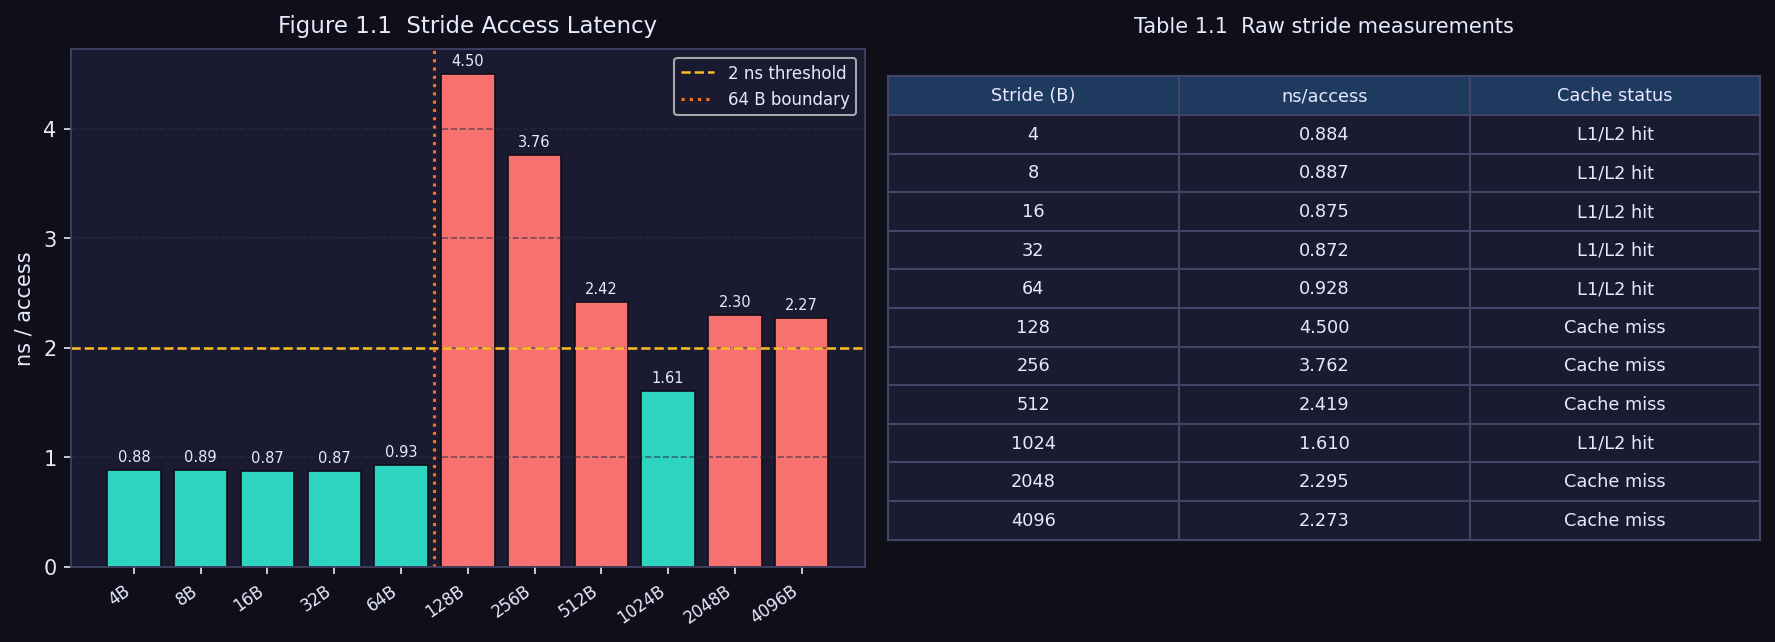 Figure 1.1 Stride Access Latency
ns / access
4
3
2
1
0
2 ns threshold
64 B boundary
0.88
0.89
0.87
0.87
0.93
4.50
3.76
2.42
1.61
2.30
2.27
4B
8B
16B
32B
64B
128B
256B
512B
1024B
2048B
4096B
Table 1.1 Raw stride measurements
Stride (B) ns/access Cache status
4 0.884 L1/L2 hit
8 0.887 L1/L2 hit
16 0.875 L1/L2 hit
32 0.872 L1/L2 hit
64 0.928 L1/L2 hit
128 4.500 Cache miss
256 3.762 Cache miss
512 2.419 Cache miss
1024 1.610 L1/L2 hit
2048 2.295 Cache miss
4096 2.273 Cache miss